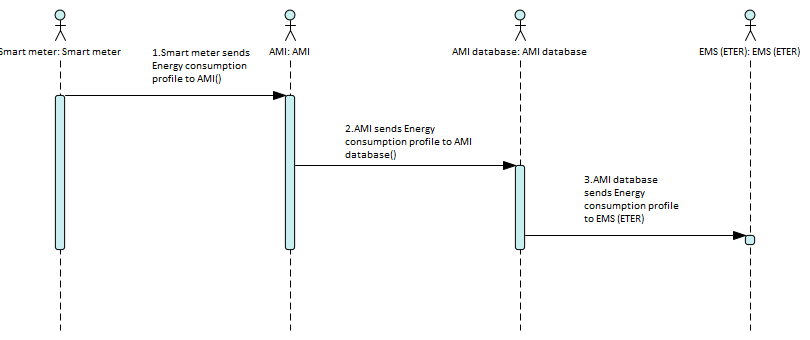 Smart meter: Smart meter
AMI: AMI
AMI database: AMI database
EMS (ETER): EMS (ETER)
1.Smart meter sends
Energy consumption
profile to AMI()
2.AMI sends Energy
consumption profile to AMI
database()
3.AMI database
sends Energy
consumption profile
to EMS (ETER)